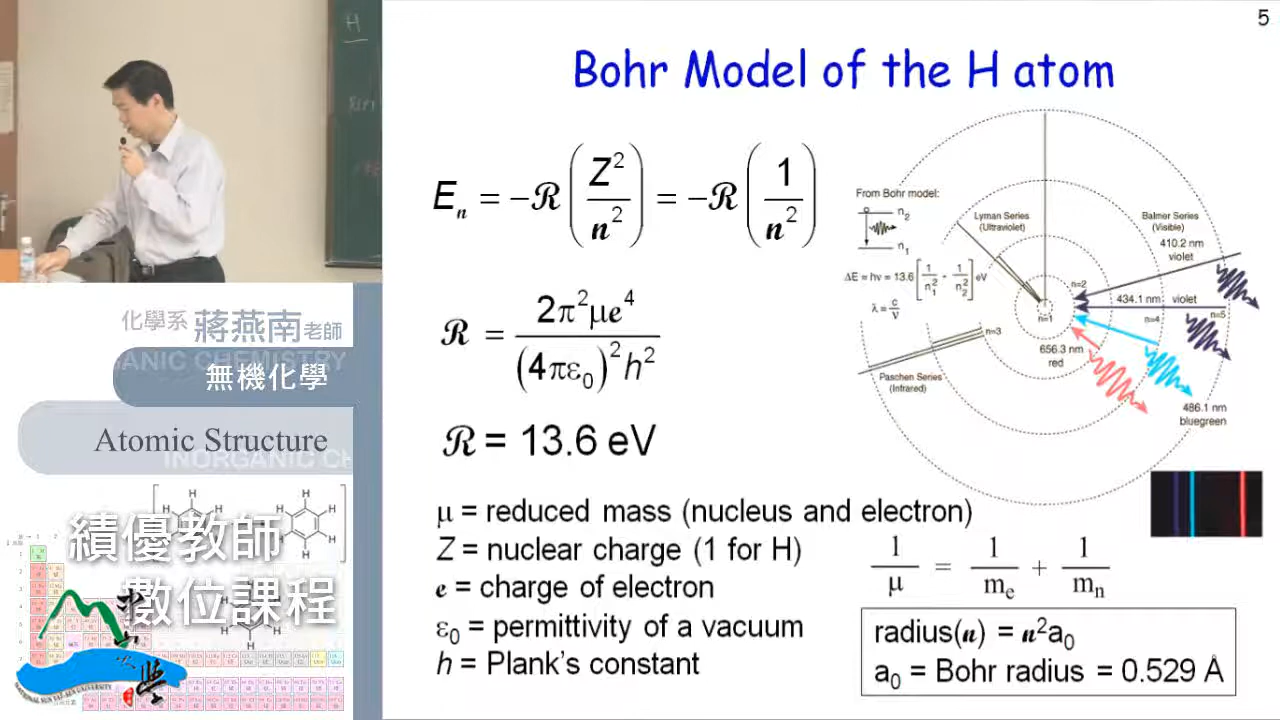 5
Bohr Model of the H atom
Eₙ = −ℛ (Z²/n²) = −ℛ (1/n²)
ℛ = 2π²μe⁴/(4πε₀)²h²
ℛ = 13.6 eV
μ = reduced mass (nucleus and electron)
Z = nuclear charge (1 for H)
e = charge of electron
ε₀ = permittivity of a vacuum
h = Plank's constant
1/μ = 1/mₑ + 1/mₙ
radius(n) = n²a₀
a₀ = Bohr radius = 0.529 Å
From Bohr model:
n₂
n₁
ΔE = hν = 13.6 [1/n₁² + 1/n₂²] eV
λ = c/ν
Lyman Series
(Ultraviolet)
Balmer Series
(Visible)
410.2 nm
violet
n=2
434.1 nm violet
n=1
n=4
n=5
n=3
656.3 nm
red
Paschen Series
(Infrared)
486.1 nm
bluegreen
H
化學系 蔣燕南 老師
無機化學
Atomic Structure
績優教師
數位課程